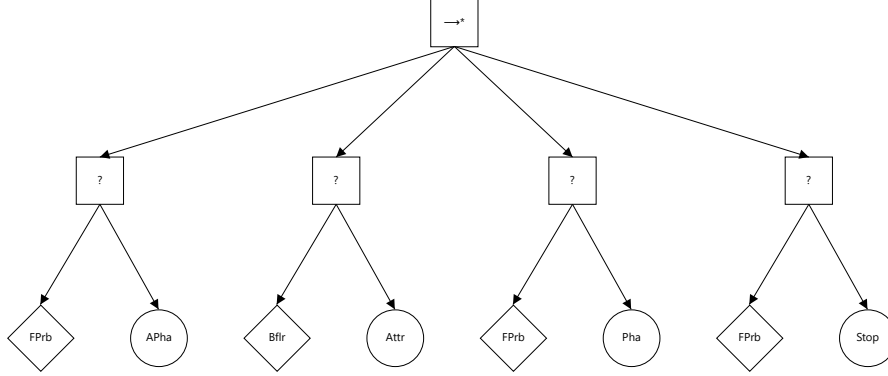 →*
?
?
?
?
FPrb
APha
Bflr
Attr
FPrb
Pha
FPrb
Stop